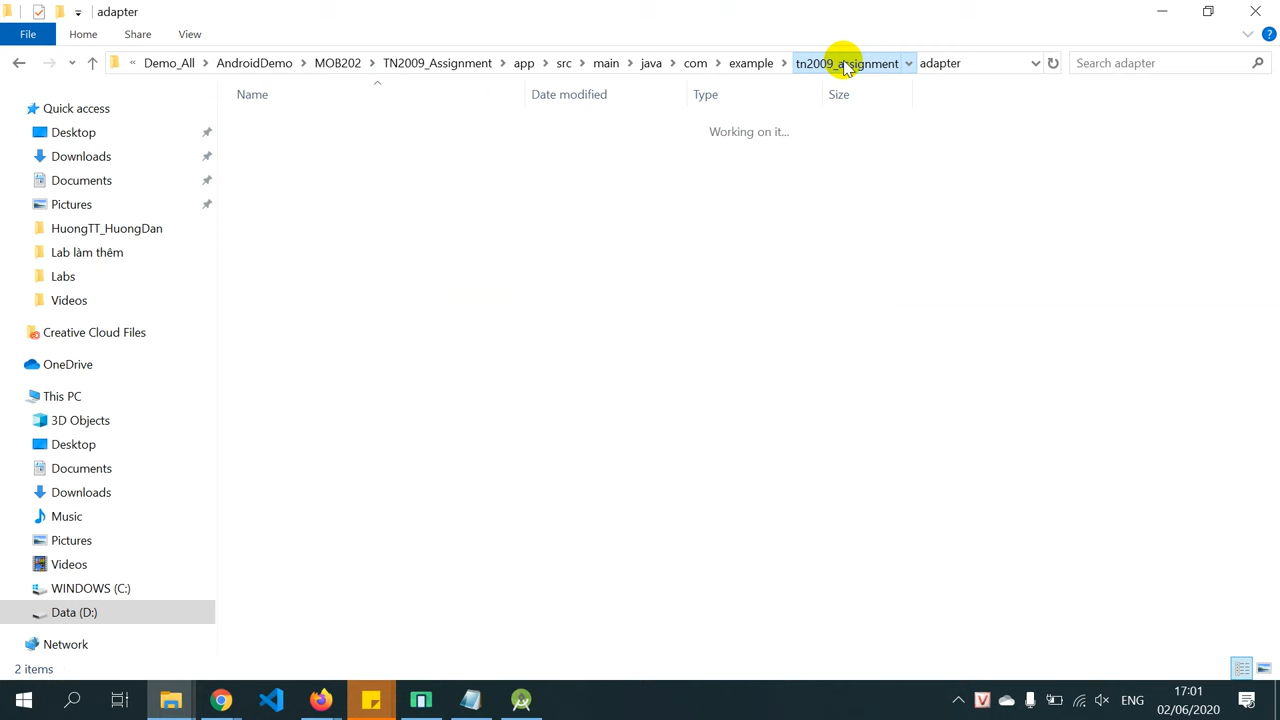 adapter
File Home Share View
« Demo_All > AndroidDemo > MOB202 > TN2009_Assignment > app > src > main > java > com > example > tn2009_assignment adapter Search adapter
Name Date modified Type Size
Working on it...
Quick access
Desktop
Downloads
Documents
Pictures
HuongTT_HuongDan
Lab làm thêm
Labs
Videos
Creative Cloud Files
OneDrive
This PC
3D Objects
Desktop
Documents
Downloads
Music
Pictures
Videos
WINDOWS (C:)
Data (D:)
Network
2 items
ENG
17:01
02/06/2020